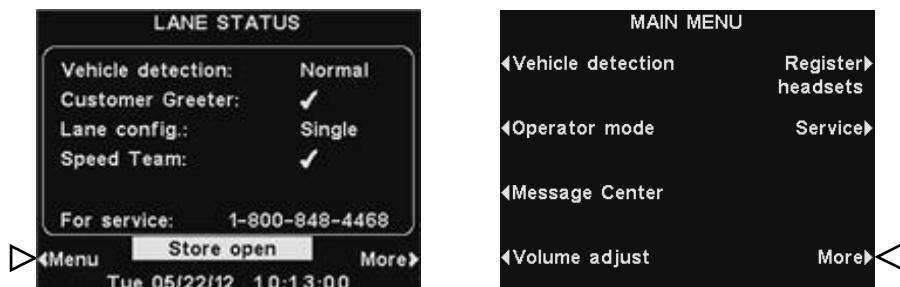 LANE STATUS
Vehicle detection: Normal
Customer Greeter: ✓
Lane config.: Single
Speed Team: ✓
For service: 1-800-848-4468
Store open
Menu More
Tue 05/22/12 10:13:00
MAIN MENU
Vehicle detection Register
headsets
Operator mode Service
Message Center
Volume adjust More